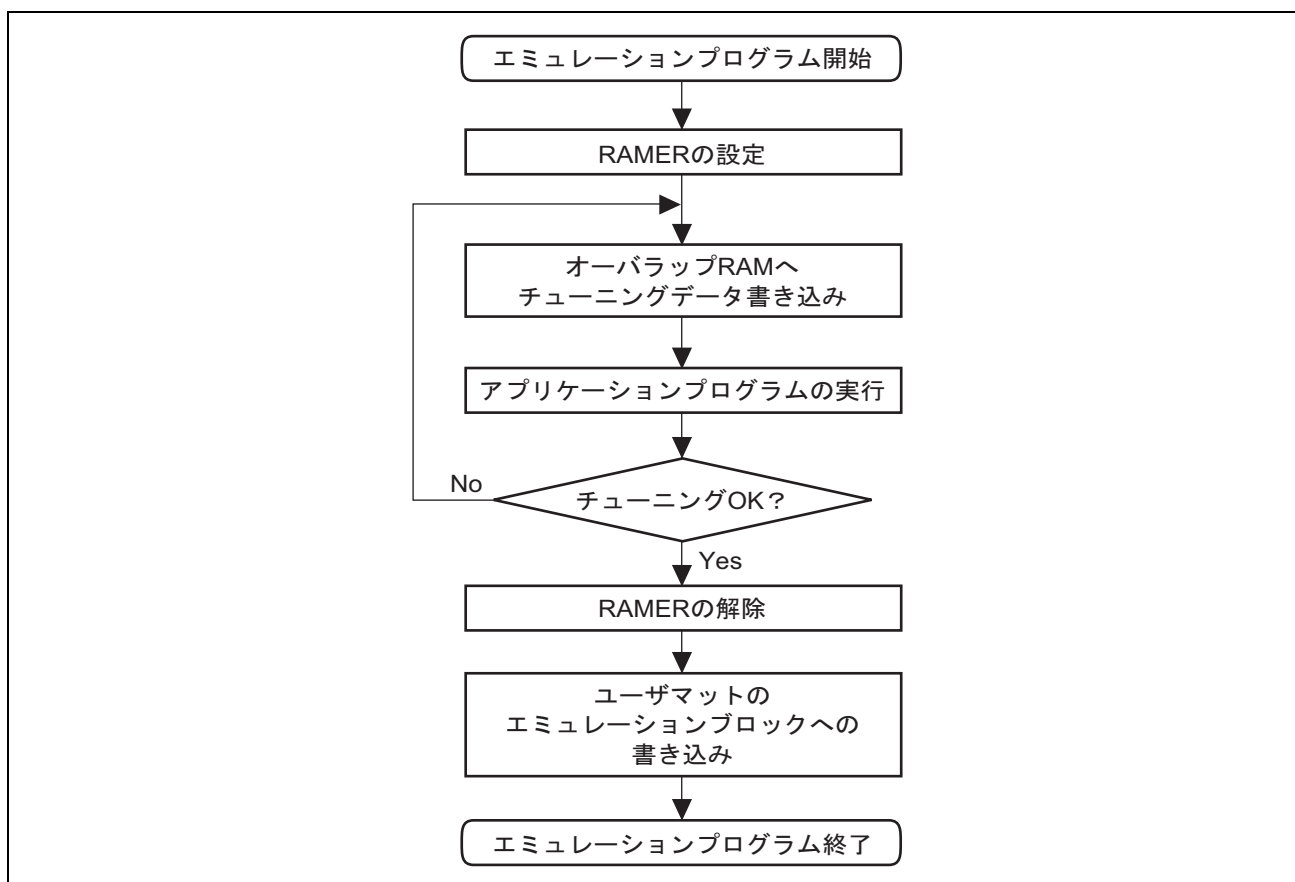 エミュレーションプログラム開始
RAMERの設定
オーバラップRAMへ
チューニングデータ書き込み
アプリケーションプログラムの実行
チューニングOK？
No
Yes
RAMERの解除
ユーザマットの
エミュレーションブロックへの
書き込み
エミュレーションプログラム終了